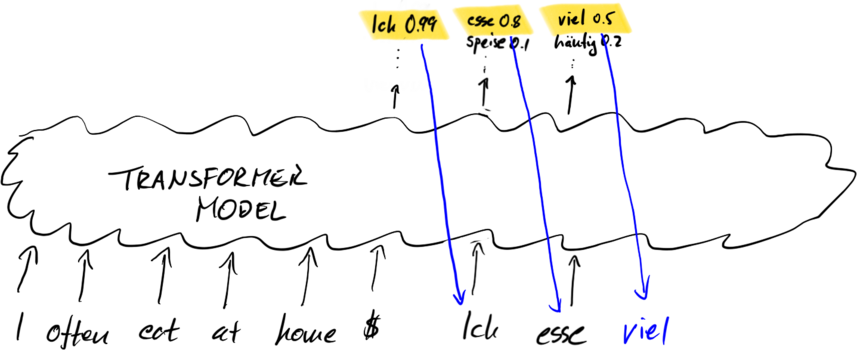 Ich 0.99 esse 0.8 viel 0.5
speise 0.1 häufig 0.2
TRANSFORMER
MODEL
I often eat at home $ Ich esse viel